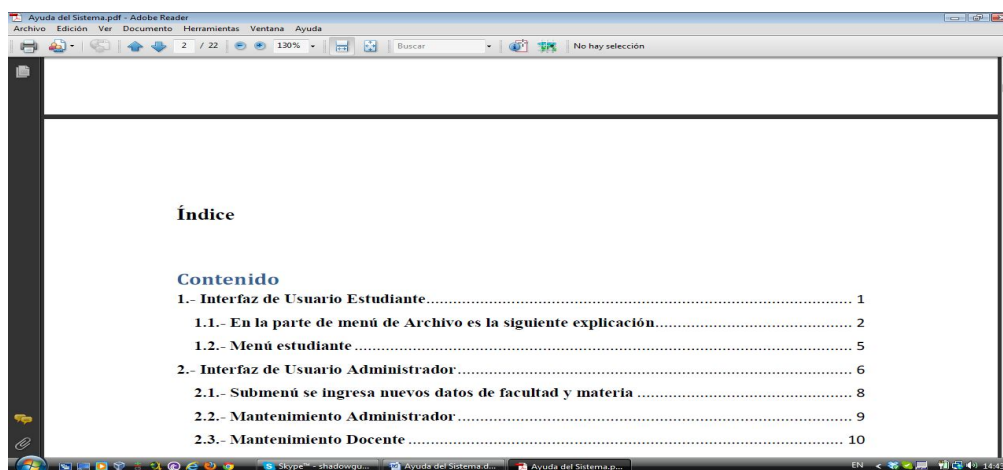 Ayuda del Sistema.pdf - Adobe Reader
Archivo Edición Ver Documento Herramientas Ventana Ayuda
2 / 22 130% Buscar No hay selección
Índice
Contenido
1.- Interfaz de Usuario Estudiante 1
1.1.- En la parte de menú de Archivo es la siguiente explicación 2
1.2.- Menú estudiante 5
2.- Interfaz de Usuario Administrador 6
2.1.- Submenú se ingresa nuevos datos de facultad y materia 8
2.2.- Mantenimiento Administrador 9
2.3.- Mantenimiento Docente 10
Skype™ - shadowgu... Ayuda del Sistema.d... Ayuda del Sistema.p... EN 14:43